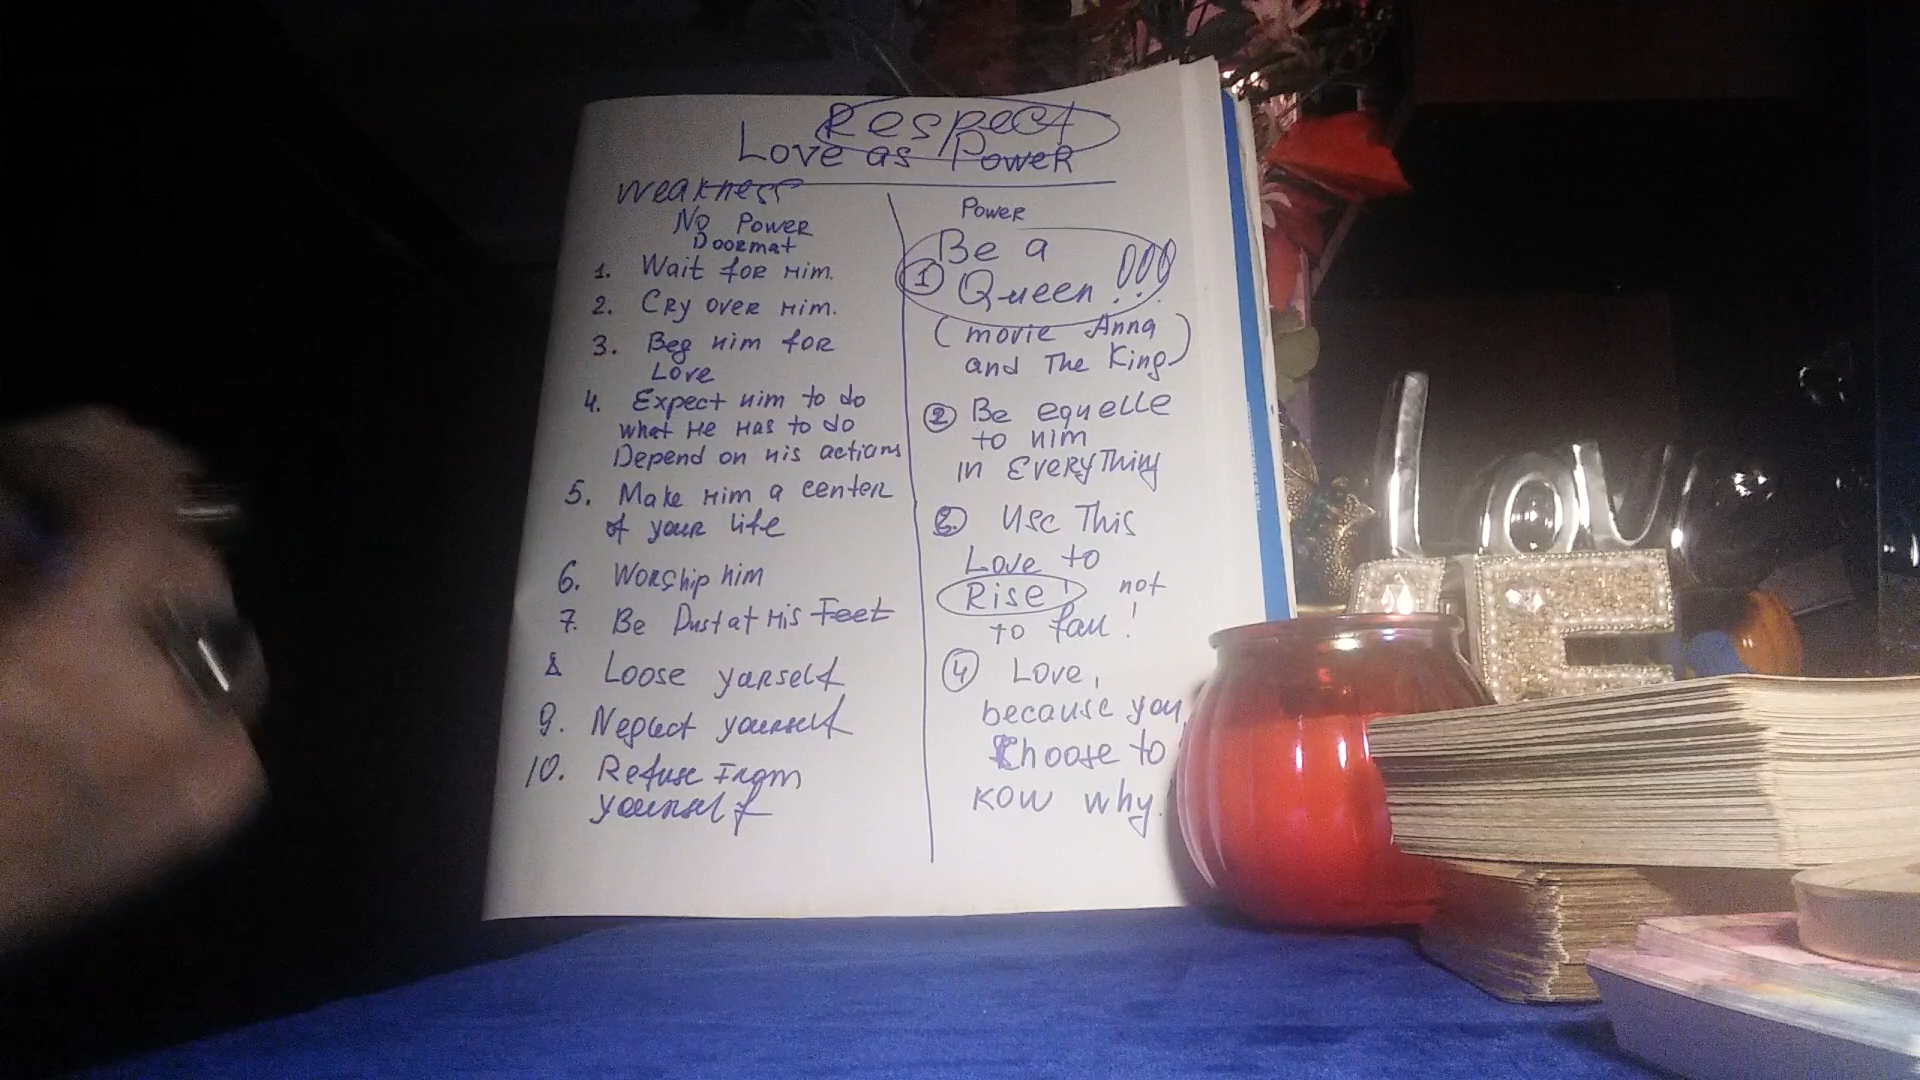 Respect
Love as Power
Weakness
No Power
Doormat
1. Wait for Him.
2. Cry over Him.
3. Beg him for
Love
4. Expect him to do
what He Has to do
Depend on his actions
5. Make Him a center
of your life
6. Worship him
7. Be Dust at His Feet
8 Loose yourself
9. Neglect yourself
10. Refuse From
yourself
Power
Be a
1 Queen!!!
(movie Anna
and The King)
2 Be equelle
to him
in EveryThing
3. Use This
Love to
Rise! not
to fall!
4 Love,
because you
Choose to
kow why.
LOVE